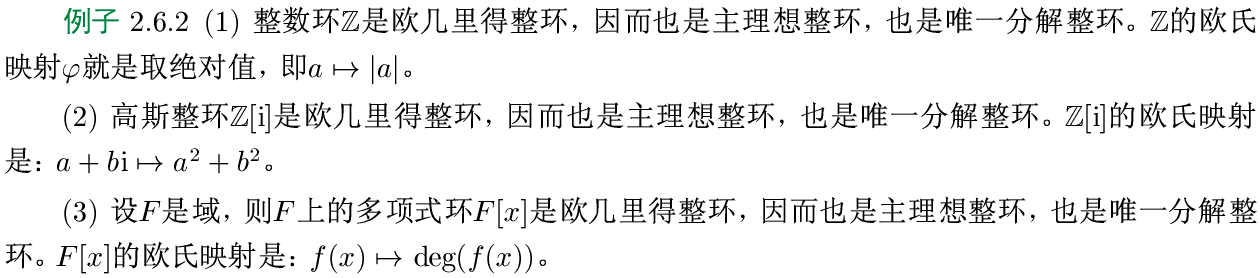 例子 2.6.2 (1) 整数环ℤ是欧几里得整环，因而也是主理想整环，也是唯一分解整环。ℤ的欧氏
映射φ就是取绝对值，即a ↦ |a|。
(2) 高斯整环ℤ[i]是欧几里得整环，因而也是主理想整环，也是唯一分解整环。ℤ[i]的欧氏映射
是：a + bi ↦ a² + b²。
(3) 设F是域，则F上的多项式环F[x]是欧几里得整环，因而也是主理想整环，也是唯一分解整
环。F[x]的欧氏映射是：f(x) ↦ deg(f(x))。